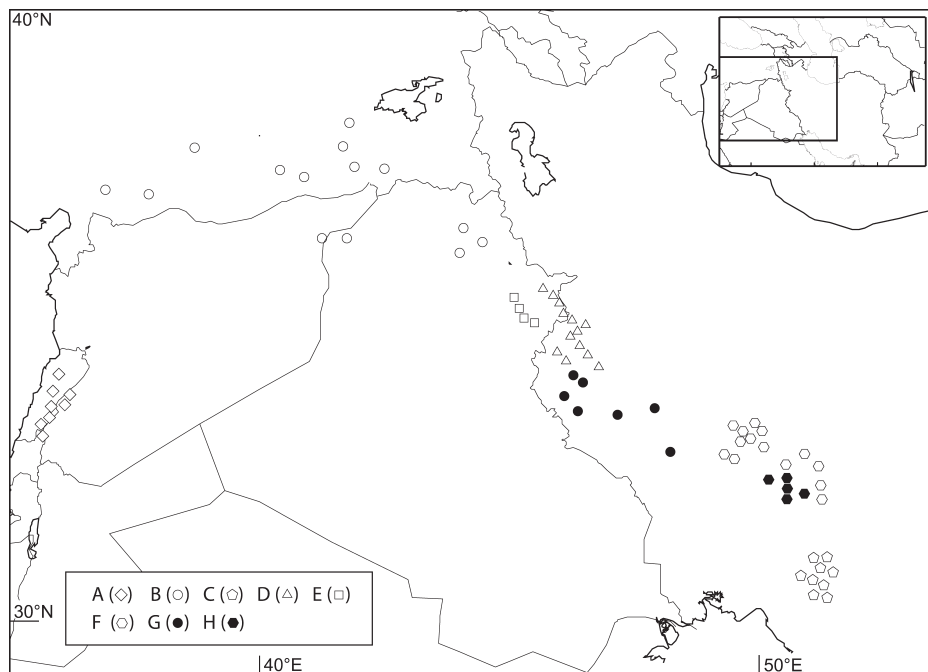 40°N
A (◇) B (○) C (⬠) D (△) E (□)
F (⬡) G (●) H (⬢)
30°N
40°E
50°E